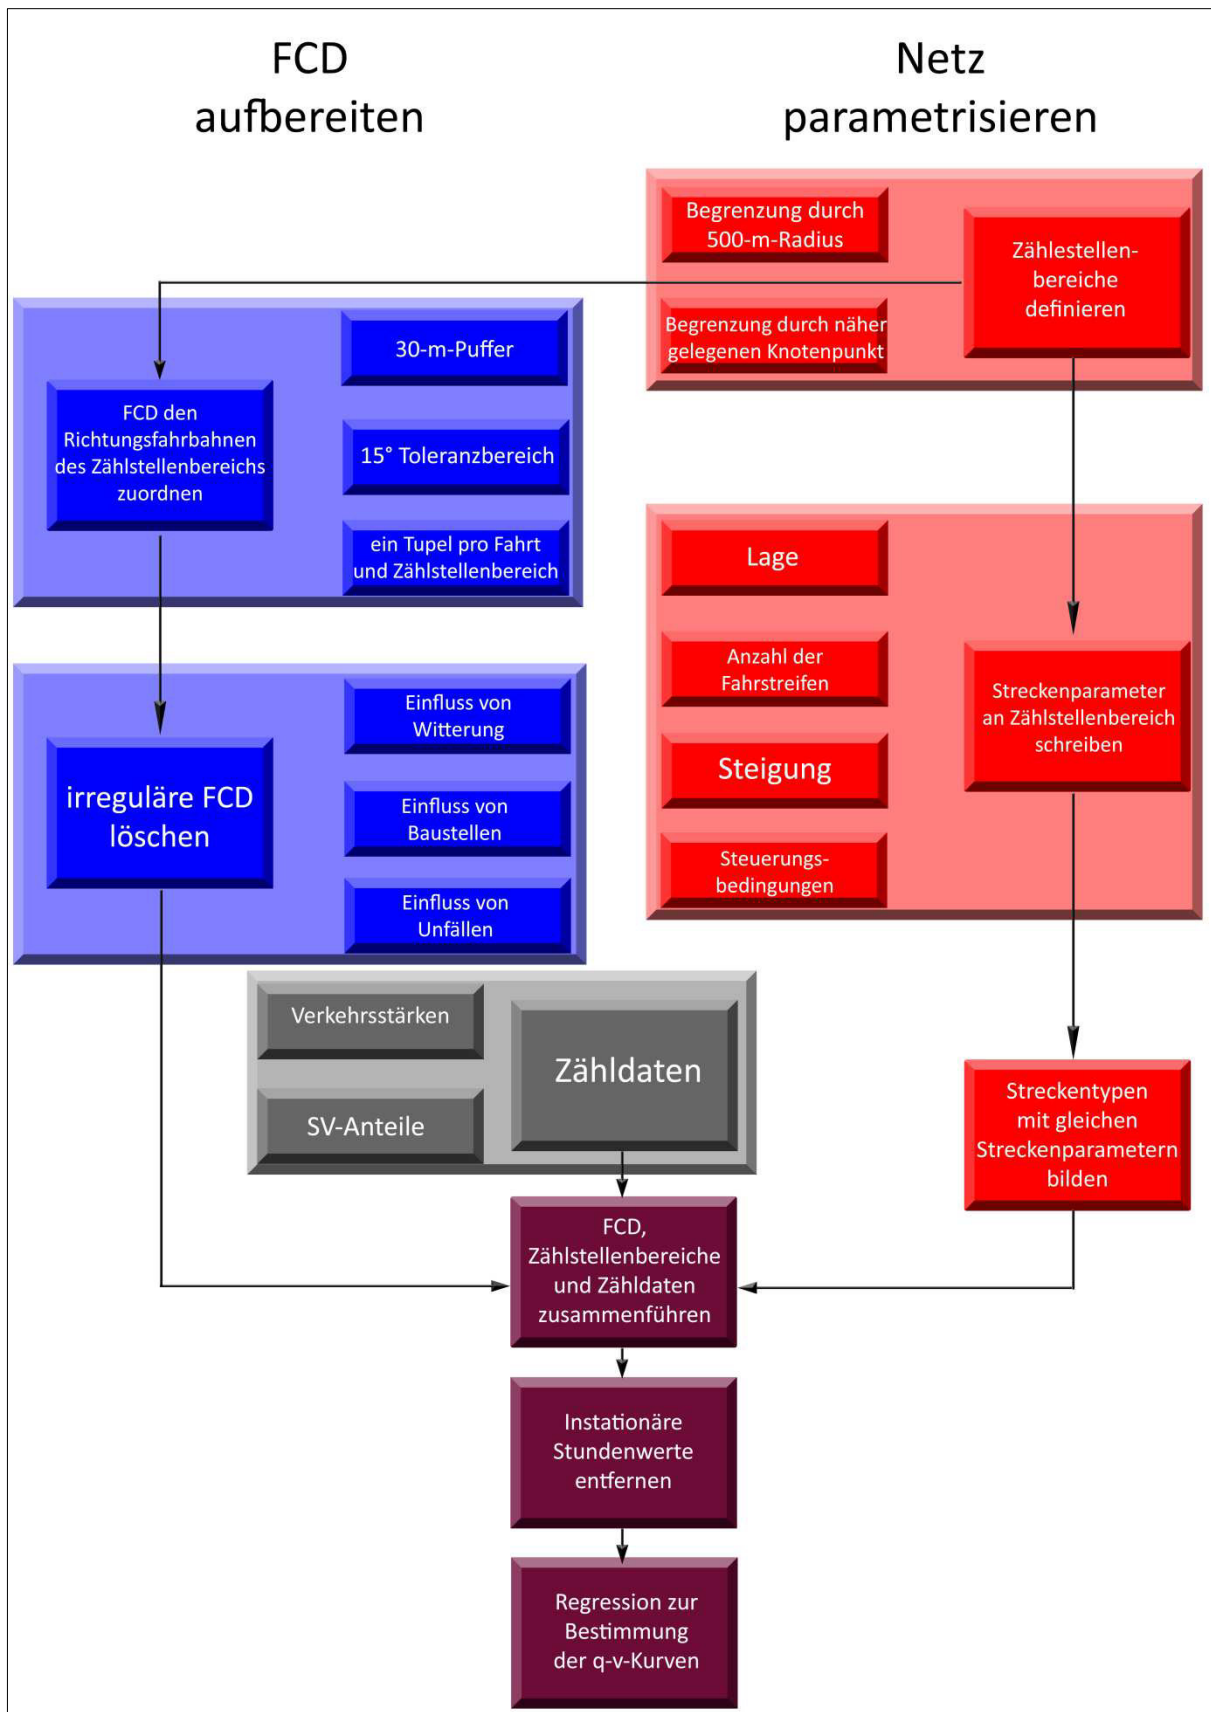 FCD
aufbereiten
Netz
parametrisieren
Begrenzung durch
500-m-Radius
Begrenzung durch näher
gelegenen Knotenpunkt
Zählestellen-
bereiche
definieren
FCD den
Richtungsfahrbahnen
des Zählstellenbereichs
zuordnen
30-m-Puffer
15° Toleranzbereich
ein Tupel pro Fahrt
und Zählstellenbereich
Lage
Anzahl der
Fahrstreifen
Steigung
Steuerungs-
bedingungen
Streckenparameter
an Zählstellenbereich
schreiben
irreguläre FCD
löschen
Einfluss von
Witterung
Einfluss von
Baustellen
Einfluss von
Unfällen
Verkehrsstärken
SV-Anteile
Zähldaten
Streckentypen
mit gleichen
Streckenparametern
bilden
FCD,
Zählstellenbereiche
und Zähldaten
zusammenführen
Instationäre
Stundenwerte
entfernen
Regression zur
Bestimmung
der q-v-Kurven